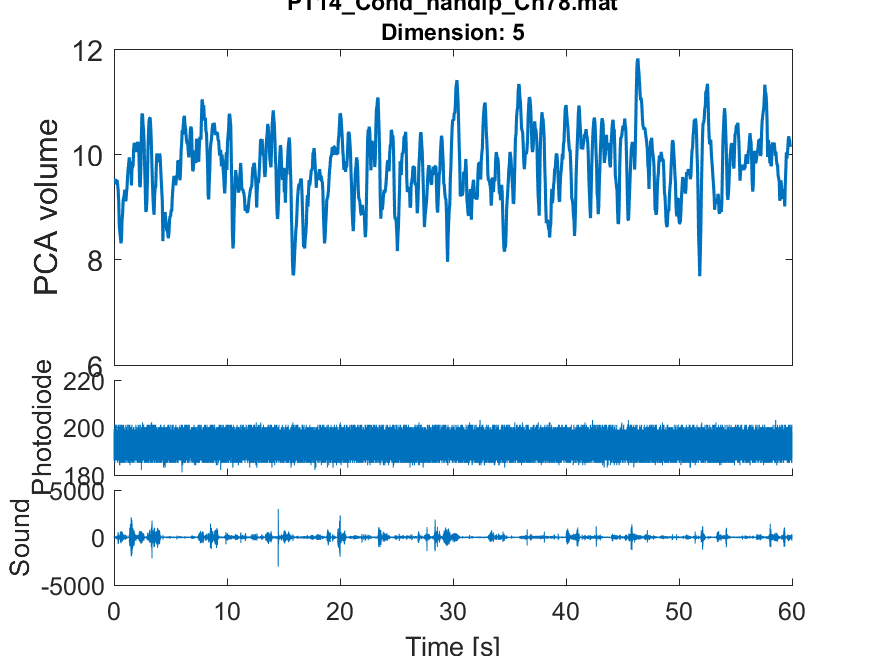 PT14_Cond_handip_Ch78.mat
Dimension: 5
12
10
8
6
PCA volume
220
200
180
Photodiode
5000
0
-5000
Sound
0 10 20 30 40 50 60
Time [s]